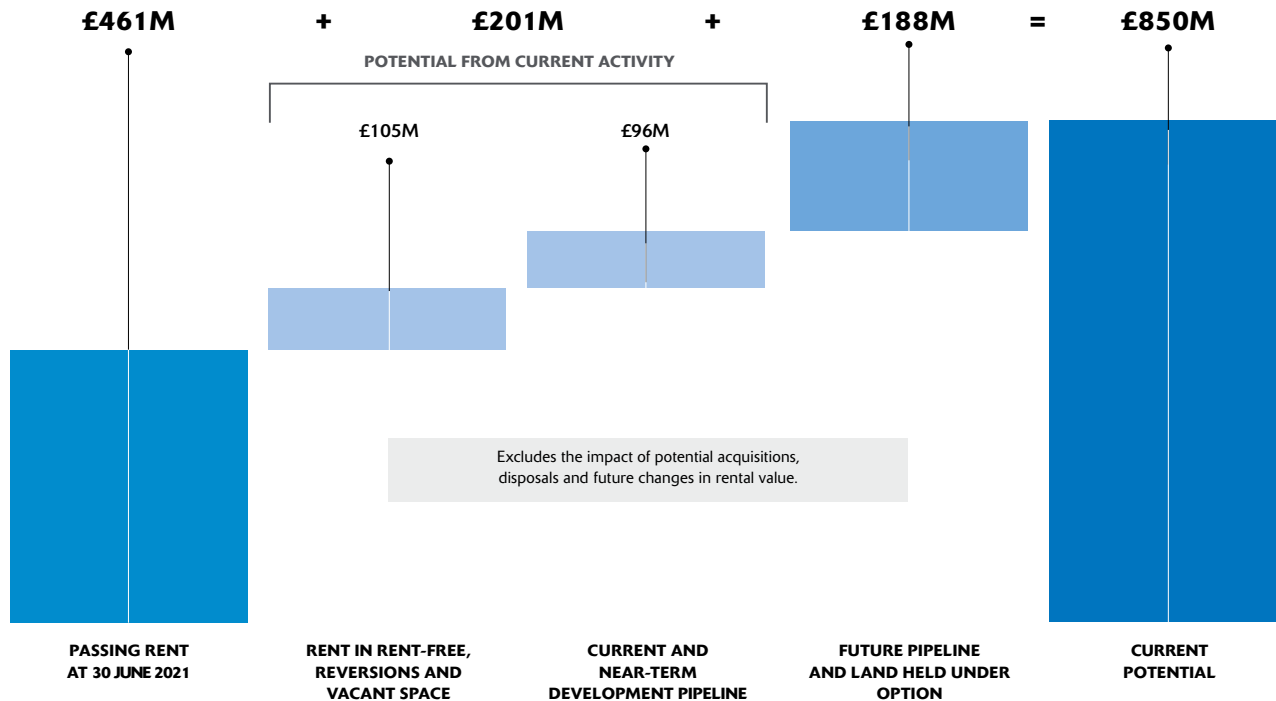 £461M + £201M + £188M = £850M
POTENTIAL FROM CURRENT ACTIVITY
£105M £96M
Excludes the impact of potential acquisitions,
disposals and future changes in rental value.
PASSING RENT
AT 30 JUNE 2021
RENT IN RENT-FREE,
REVERSIONS AND
VACANT SPACE
CURRENT AND
NEAR-TERM
DEVELOPMENT PIPELINE
FUTURE PIPELINE
AND LAND HELD UNDER
OPTION
CURRENT
POTENTIAL